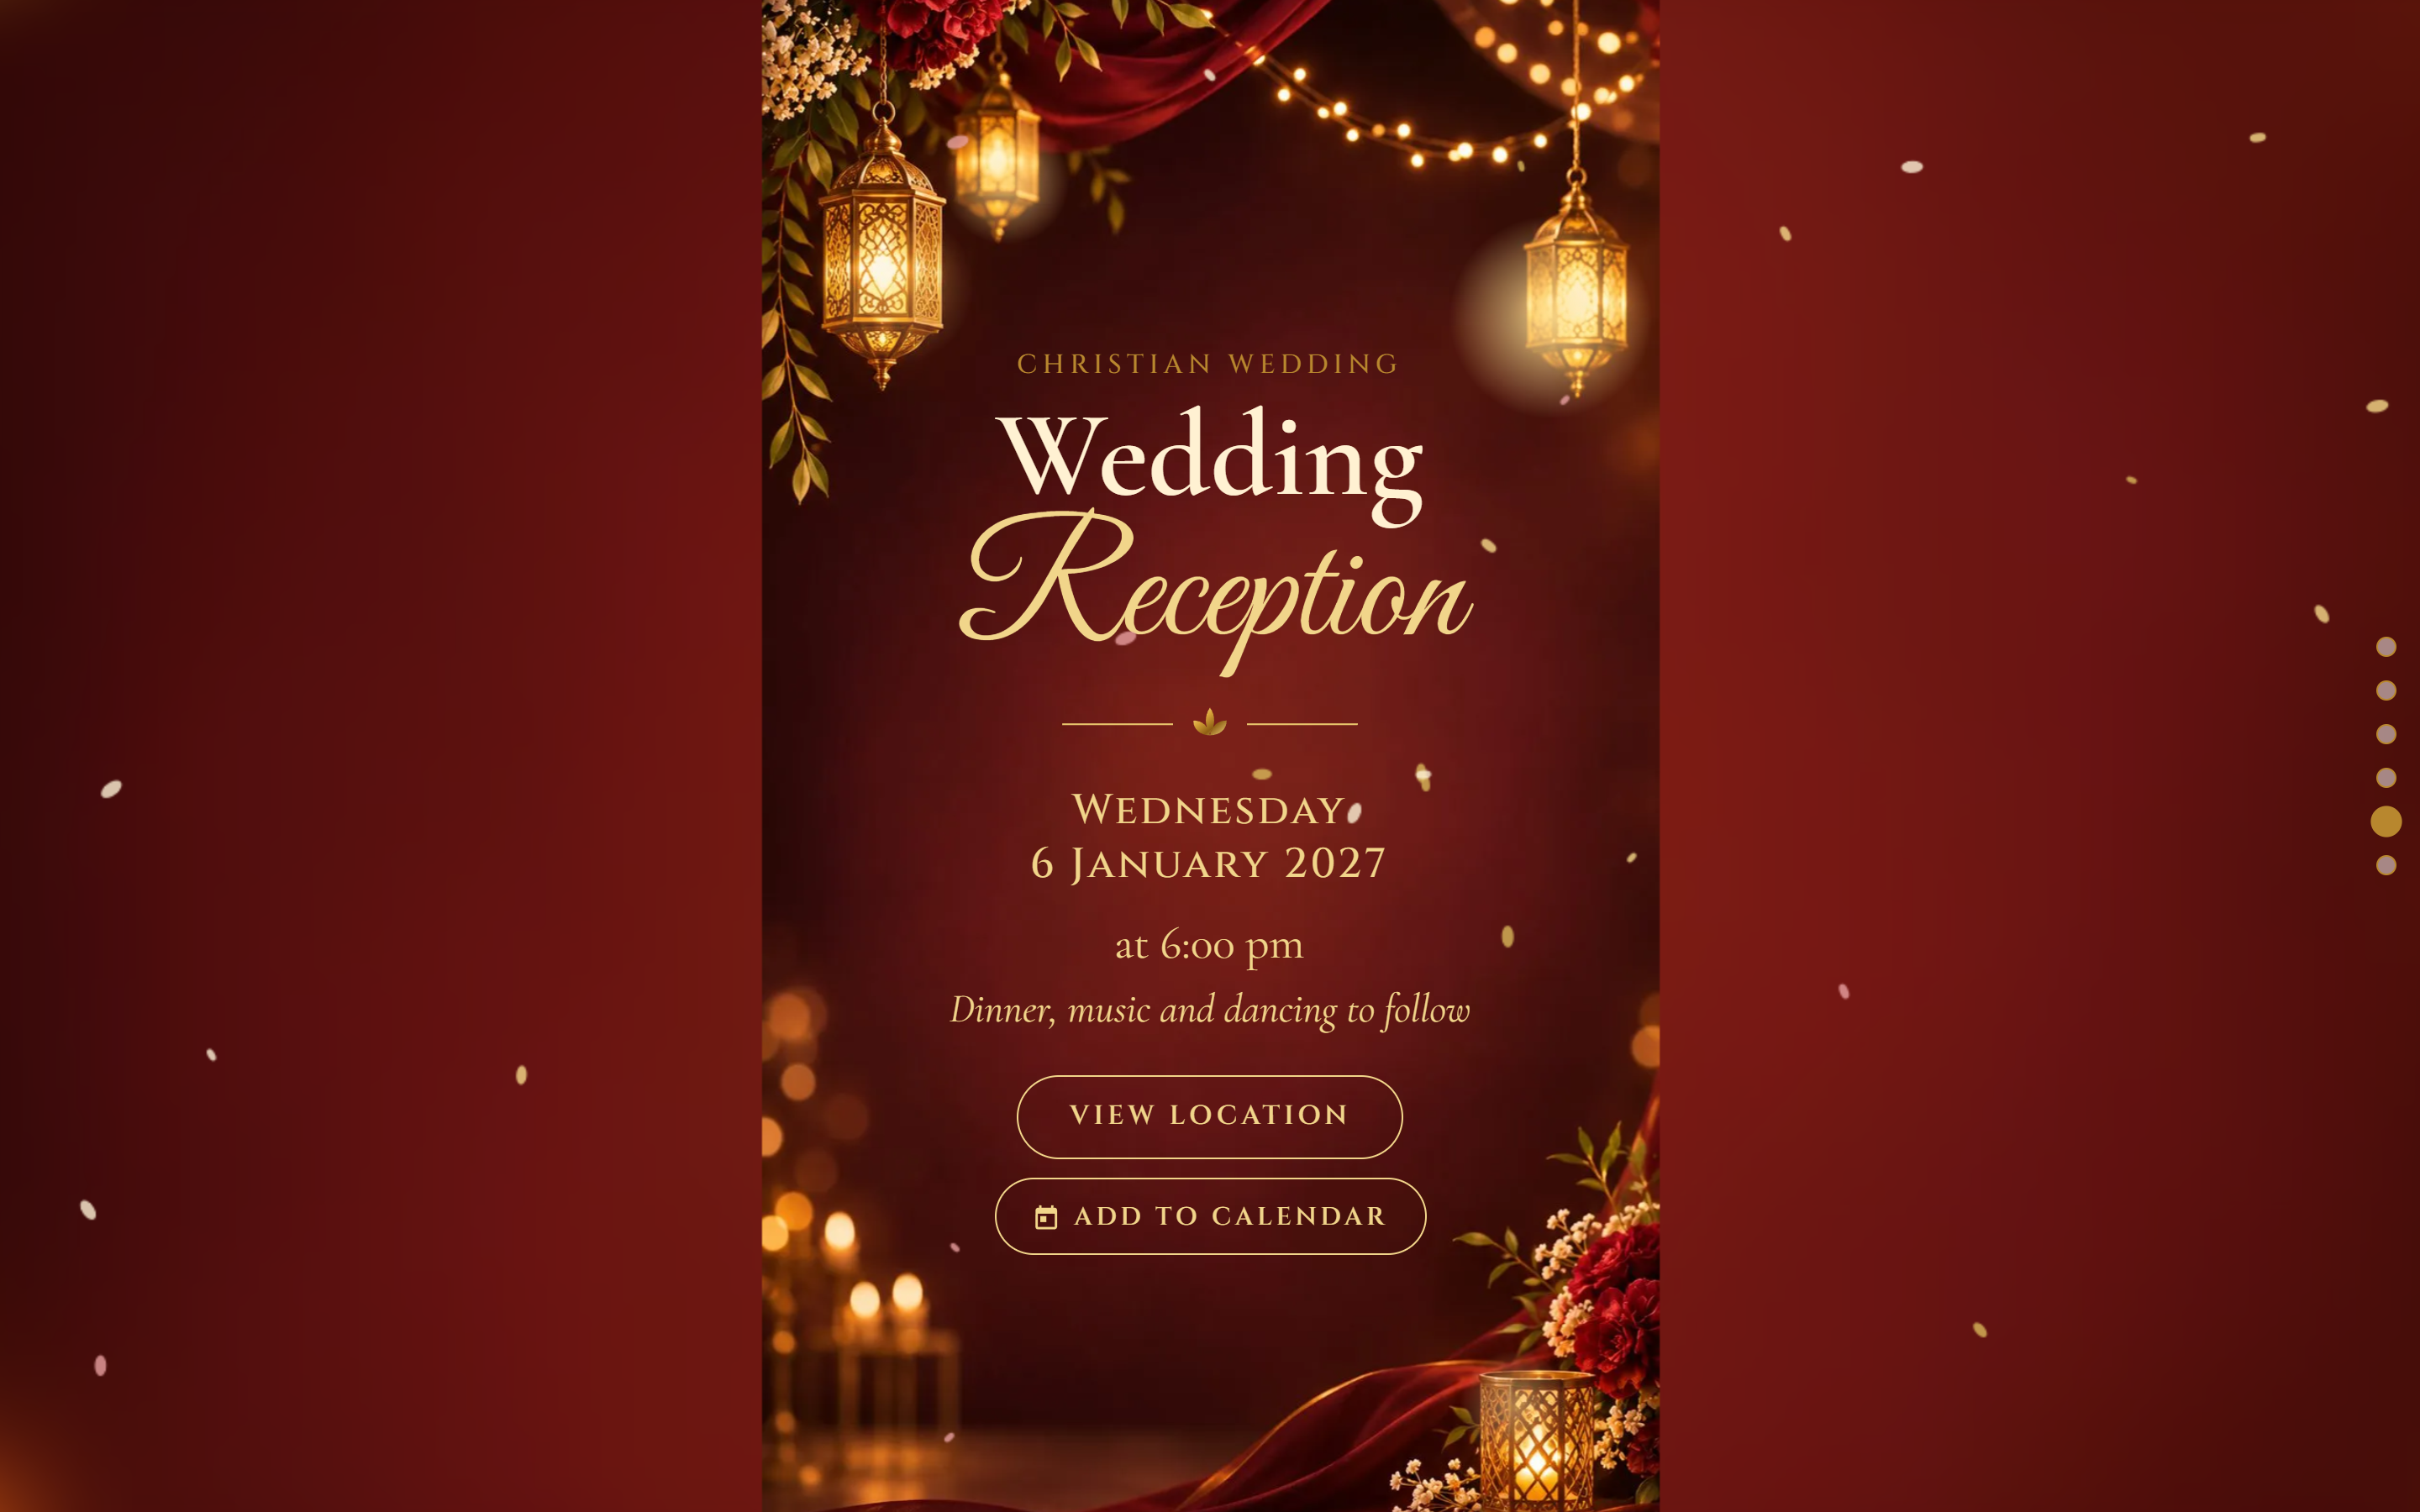 CHRISTIAN WEDDING
Wedding
Reception
WEDNESDAY
6 JANUARY 2027
at 6:00 pm
Dinner, music and dancing to follow
VIEW LOCATION
ADD TO CALENDAR